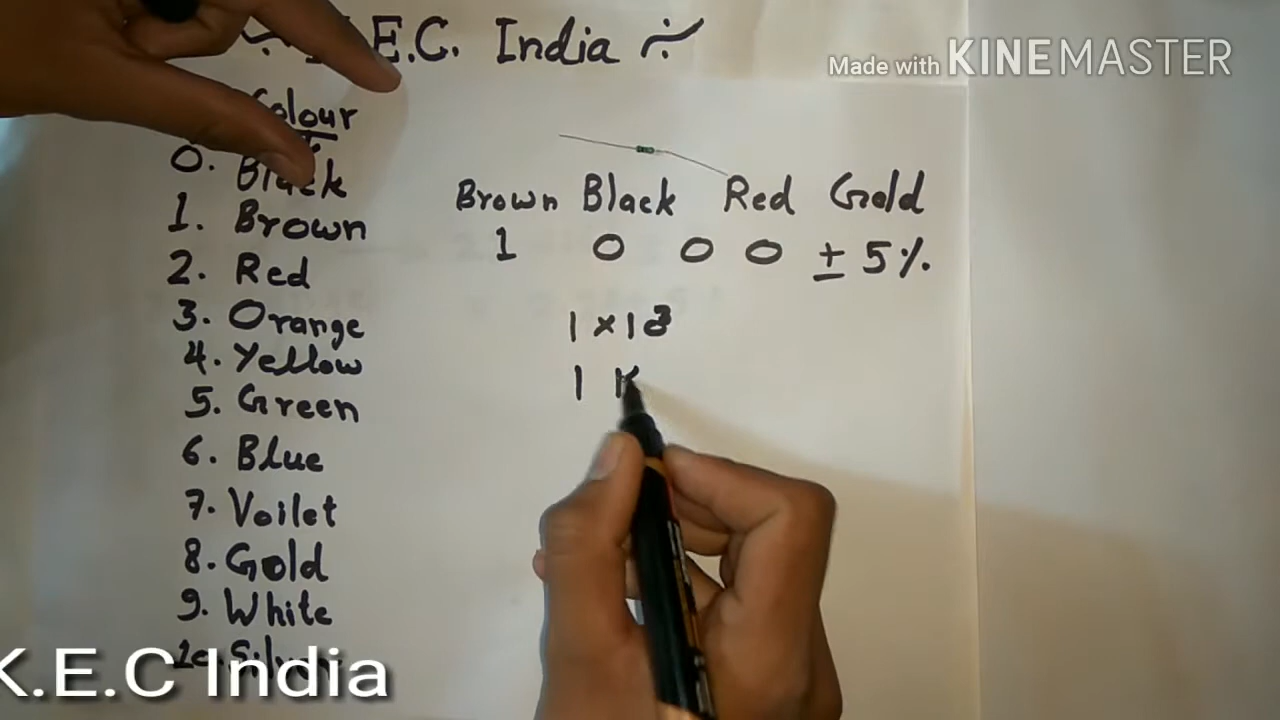 K.E.C. India
Made with KINEMASTER
Colour
0. Black
1. Brown
2. Red
3. Orange
4. Yellow
5. Green
6. Blue
7. Voilet
8. Gold
9. White
10. Silver
Brown Black Red Gold
1 0 0 0 ± 5%.
1 × 10³
1 K
K.E.C India